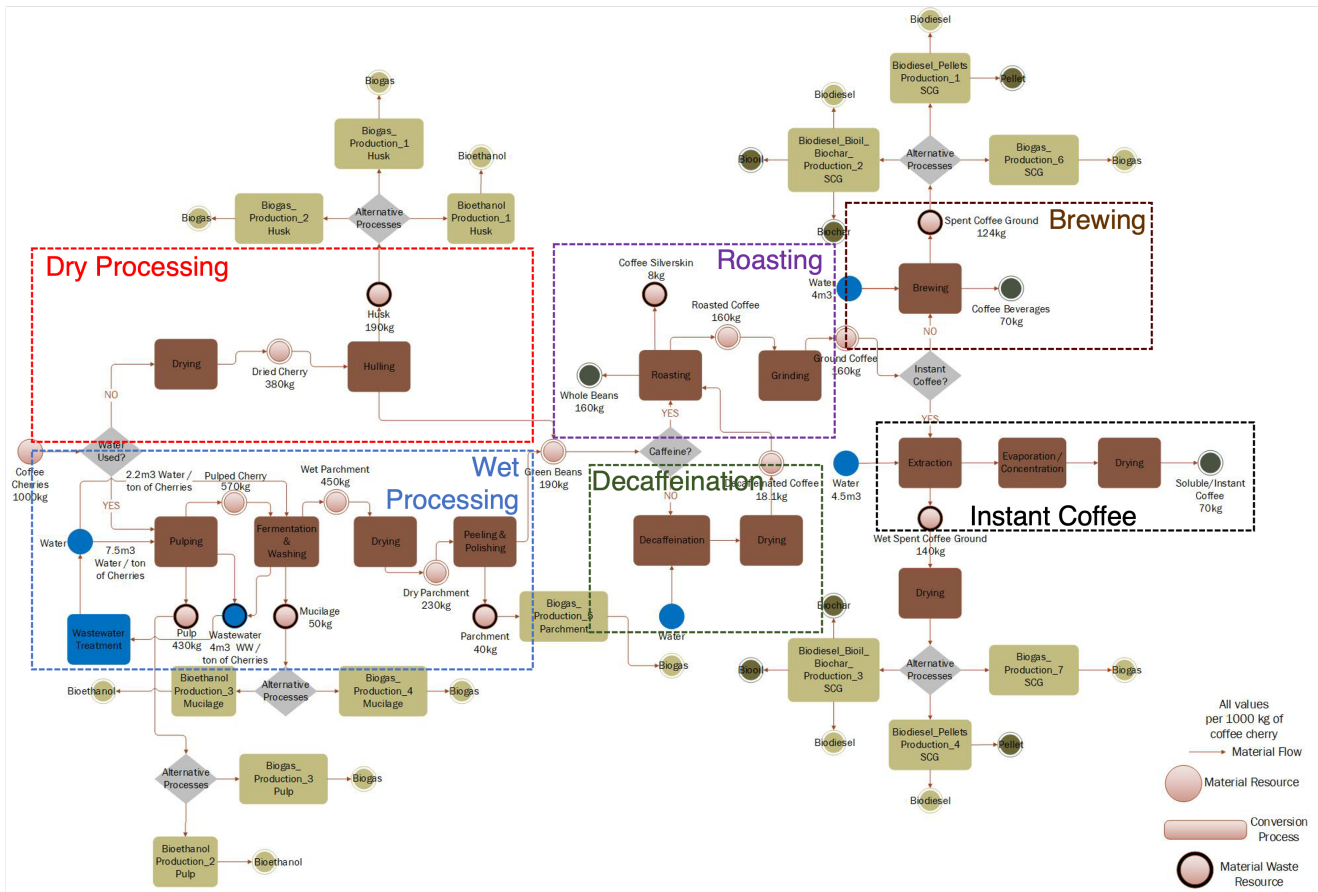 Biodiesel
Biodiesel_Pellets
Production_1
SCG
Pellet
Biogas
Biogas_
Production_1
Husk
Bioethanol
Biogas_
Production_2
Husk
Biogas
Alternative
Processes
Bioethanol
Production_1
Husk
Biodiesel
Biodiesel_Bioil_
Biochar_
Production_2
SCG
Biooil
Biochar
Alternative
Processes
Biogas_
Production_6
SCG
Biogas
Dry Processing
Husk
190kg
Drying
Dried Cherry
380kg
Hulling
NO
Roasting
Coffee Silverskin
8kg
Roasted Coffee
160kg
Roasting
Grinding
Whole Beans
160kg
YES
Ground Coffee
160kg
Brewing
Spent Coffee Ground
124kg
Water
4m3
Brewing
Coffee Beverages
70kg
NO
Instant
Coffee?
YES
Coffee
Cherries
1000kg
Water
Used?
Wet
Processing
2.2m3 Water /
ton of Cherries
Pulped Cherry
570kg
Wet Parchment
450kg
YES
Water
7.5m3
Water / ton
of Cherries
Pulping
Fermentation
&
Washing
Drying
Dry Parchment
230kg
Peeling &
Polishing
Green Beans
190kg
Caffeine?
Wastewater
Treatment
Pulp
430kg
Wastewater
4m3 WW /
ton of Cherries
Mucilage
50kg
Parchment
40kg
Biogas_
Production_5
Parchment
Biogas
Decaffeination
Decaffeinated Coffee
18.1kg
NO
Decaffeination
Drying
Water
Water
4.5m3
Extraction
Evaporation /
Concentration
Drying
Soluble/Instant
Coffee
70kg
Instant Coffee
Wet Spent Coffee Ground
140kg
Drying
Bioethanol
Bioethanol
Production_3
Mucilage
Alternative
Processes
Biogas_
Production_4
Mucilage
Biogas
Alternative
Processes
Biogas_
Production_3
Pulp
Biogas
Bioethanol
Production_2
Pulp
Bioethanol
Biochar
Biooil
Biodiesel_Bioil_
Biochar_
Production_3
SCG
Biodiesel
Alternative
Processes
Biogas_
Production_7
SCG
Biogas
Biodiesel_Pellets
Production_4
SCG
Pellet
Biodiesel
All values
per 1000 kg of
coffee cherry
Material Flow
Material Resource
Conversion
Process
Material Waste
Resource